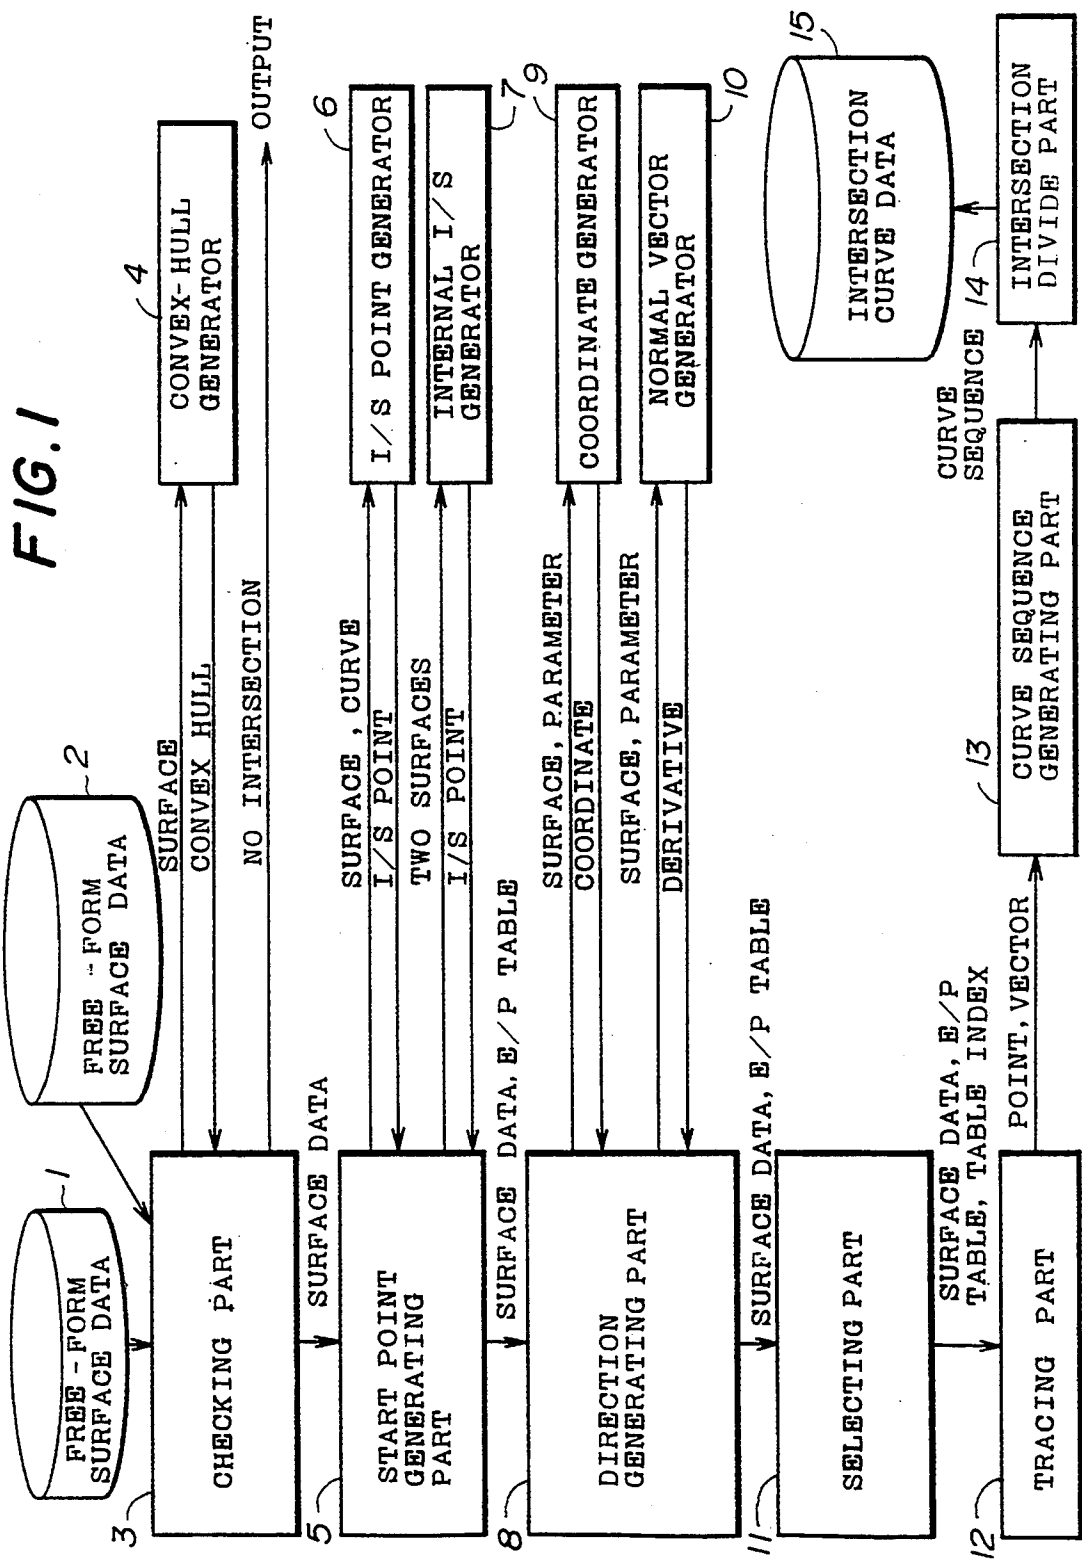 FIG.1
1
FREE-FORM
SURFACE DATA
2
FREE-FORM
SURFACE DATA
3
CHECKING PART
SURFACE
CONVEX HULL
4
CONVEX-HULL
GENERATOR
NO INTERSECTION
OUTPUT
SURFACE DATA
5
START POINT
GENERATING
PART
SURFACE, CURVE
I/S POINT
6
I/S POINT GENERATOR
TWO SURFACES
I/S POINT
7
INTERNAL I/S
GENERATOR
SURFACE DATA, E/P TABLE
8
DIRECTION
GENERATING PART
SURFACE, PARAMETER
COORDINATE
9
COORDINATE GENERATOR
SURFACE, PARAMETER
DERIVATIVE
10
NORMAL VECTOR
GENERATOR
SURFACE DATA, E/P TABLE
11
SELECTING PART
SURFACE DATA, E/P
TABLE, TABLE INDEX
12
TRACING PART
POINT, VECTOR
13
CURVE SEQUENCE
GENERATING PART
CURVE
SEQUENCE
14
INTERSECTION
DIVIDE PART
15
INTERSECTION
CURVE DATA